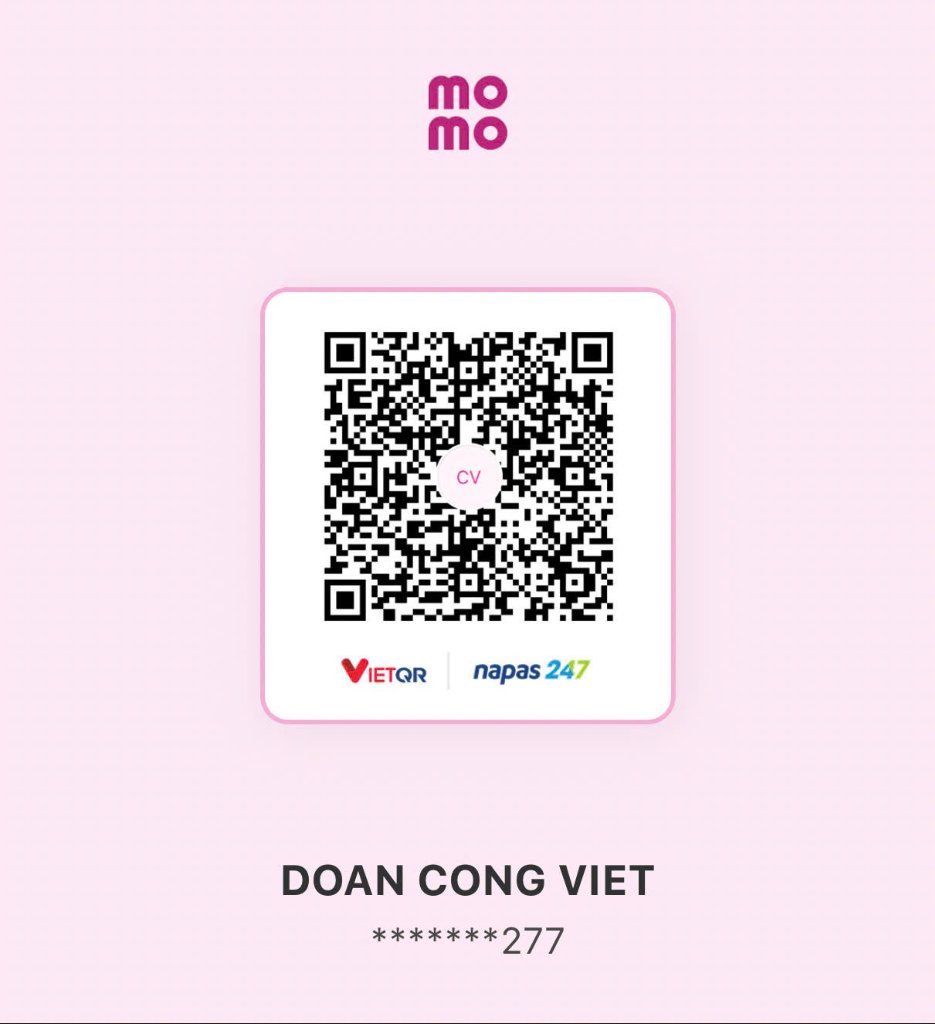 mo
mo
CV
VIETQR
napas 247
DOAN CONG VIET
*******277